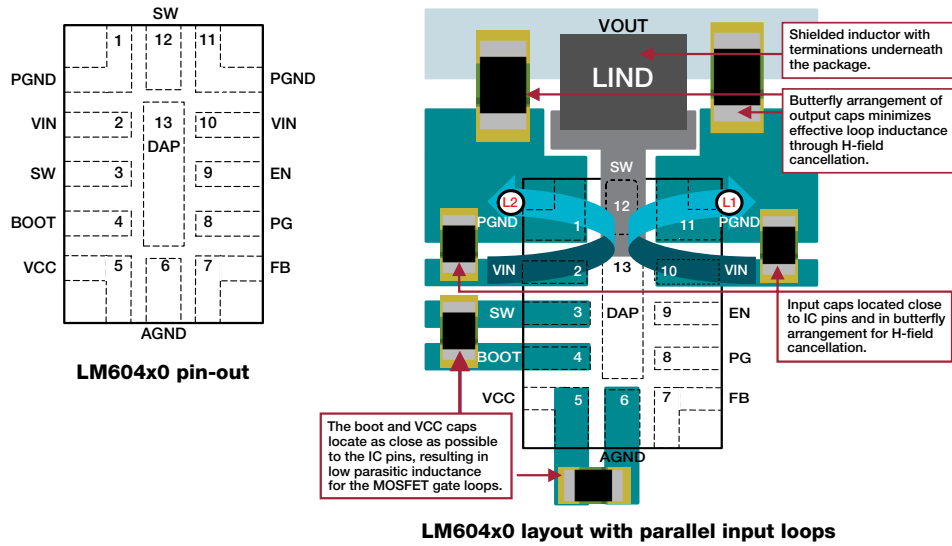 SW
1
12
11
PGND
PGND
VIN
2
13
10
VIN
DAP
SW
3
9
EN
BOOT
4
8
PG
VCC
5
6
7
FB
AGND
LM604x0 pin-out
VOUT
LIND
Shielded inductor with
terminations underneath
the package.
Butterfly arrangement of
output caps minimizes
effective loop inductance
through H-field
cancellation.
SW
L2
L1
12
PGND
1
11
PGND
VIN
2
13
10
VIN
SW
3
DAP
9
EN
BOOT
4
8
PG
VCC
5
6
7
FB
AGND
Input caps located close
to IC pins and in butterfly
arrangement for H-field
cancellation.
The boot and VCC caps
locate as close as possible
to the IC pins, resulting in
low parasitic inductance
for the MOSFET gate loops.
LM604x0 layout with parallel input loops